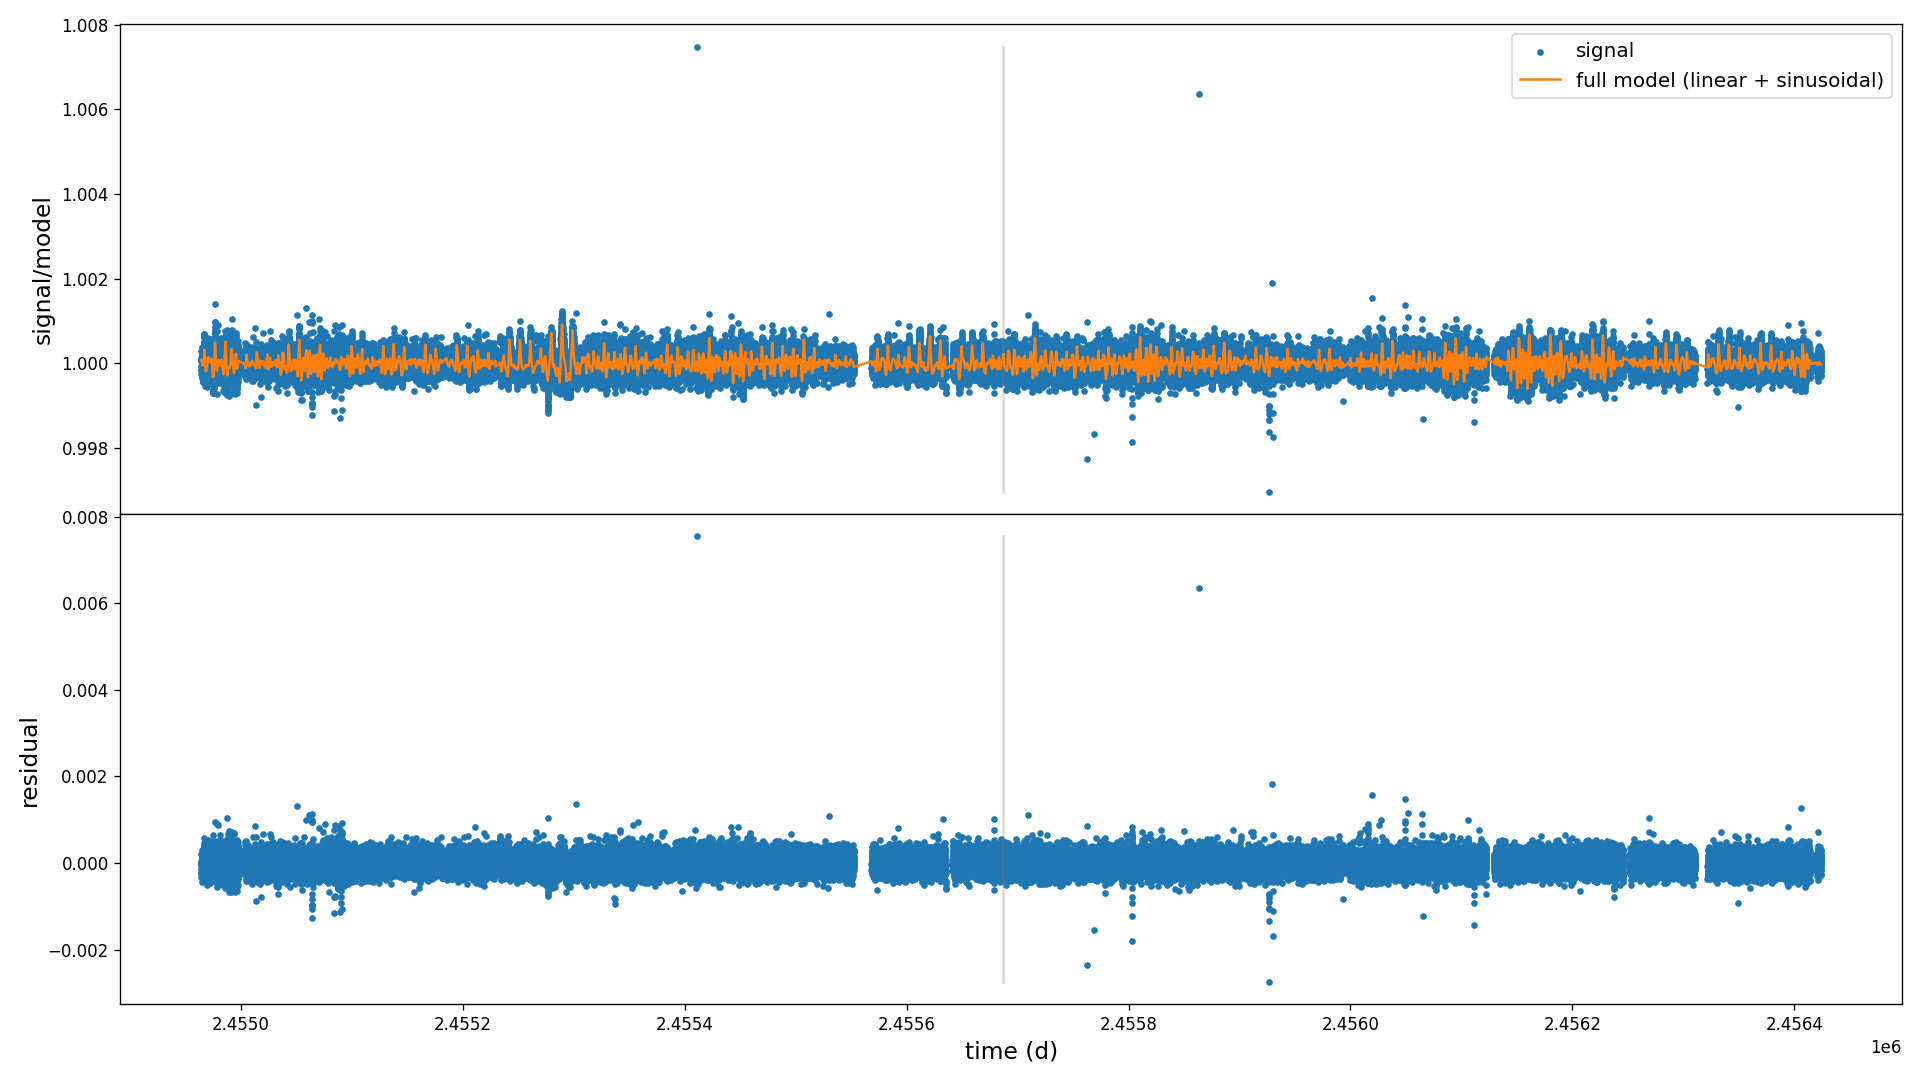 1.008
1.006
1.004
1.002
1.000
0.998
signal/model
signal
full model (linear + sinusoidal)
0.008
0.006
0.004
0.002
0.000
−0.002
residual
2.4550 2.4552 2.4554 2.4556 2.4558 2.4560 2.4562 2.4564
time (d)
1e6